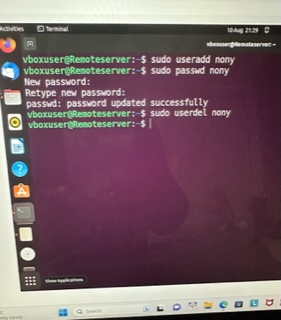 Activities
Terminal
10 Aug 21:29
vboxuser@Remoteserver: ~
vboxuser@Remoteserver:~$ sudo useradd nony
vboxuser@Remoteserver:~$ sudo passwd nony
New password:
Retype new password:
passwd: password updated successfully
vboxuser@Remoteserver:~$ sudo userdel nony
vboxuser@Remoteserver:~$
Show Applications
Search